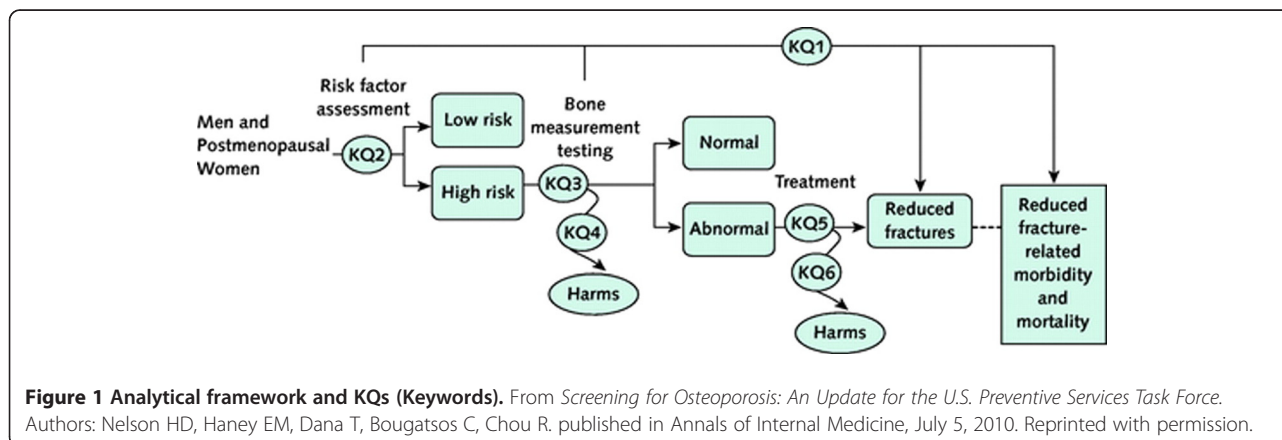 KQ1
Risk factor
assessment
Bone
measurement
testing
Men and
Postmenopausal
Women
KQ2
Low risk
High risk
KQ3
KQ4
Harms
Normal
Abnormal
Treatment
KQ5
KQ6
Harms
Reduced
fractures
Reduced
fracture-
related
morbidity
and
mortality
Figure 1 Analytical framework and KQs (Keywords). From Screening for Osteoporosis: An Update for the U.S. Preventive Services Task Force.
Authors: Nelson HD, Haney EM, Dana T, Bougatsos C, Chou R. published in Annals of Internal Medicine, July 5, 2010. Reprinted with permission.